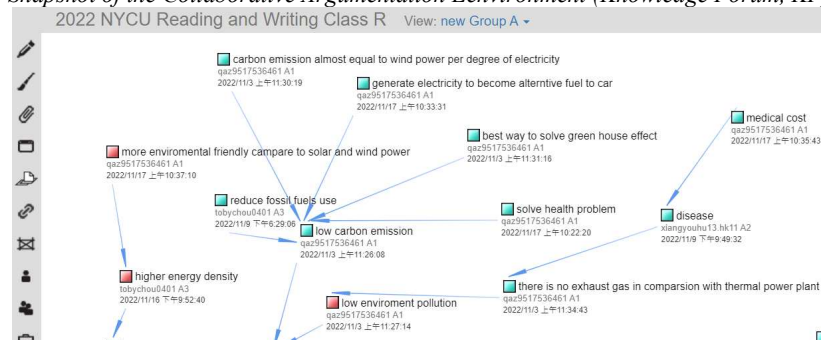 Snapshot of the Collaborative Argumentation
2022 NYCU Reading and Writing Class R View: new Group A
carbon emission almost equal to wind power per degree of electricity
qaz9517536461 A1
2022/11/3 上午11:30:19
generate electricity to become alterntive fuel to car
qaz9517536461 A1
2022/11/17 上午10:33:31
medical cost
qaz9517536461 A1
2022/11/17 上午10:35:43
best way to solve green house effect
qaz9517536461 A1
2022/11/3 上午11:31:16
more enviromental friendly campare to solar and wind power
qaz9517536461 A1
2022/11/17 上午10:37:10
reduce fossil fuels use
tobychou0401 A3
2022/11/9 下午6:29:06
solve health problem
qaz9517536461 A1
2022/11/17 上午10:22:20
disease
xiangyouhu13.hk11 A2
2022/11/9 下午9:49:32
low carbon emission
qaz9517536461 A1
2022/11/3 上午11:26:08
higher energy density
tobychou0401 A3
2022/11/16 下午9:52:40
there is no exhaust gas in comparsion with thermal power plant
qaz9517536461 A1
2022/11/3 上午11:34:43
low enviroment pollution
qaz9517536461 A1
2022/11/3 上午11:27:14